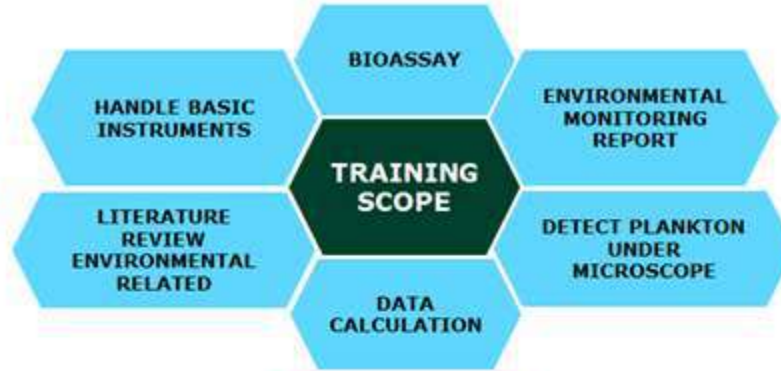 BIOASSAY
HANDLE BASIC
INSTRUMENTS
ENVIRONMENTAL
MONITORING
REPORT
TRAINING
SCOPE
LITERATURE
REVIEW
ENVIRONMENTAL
RELATED
DETECT PLANKTON
UNDER
MICROSCOPE
DATA
CALCULATION